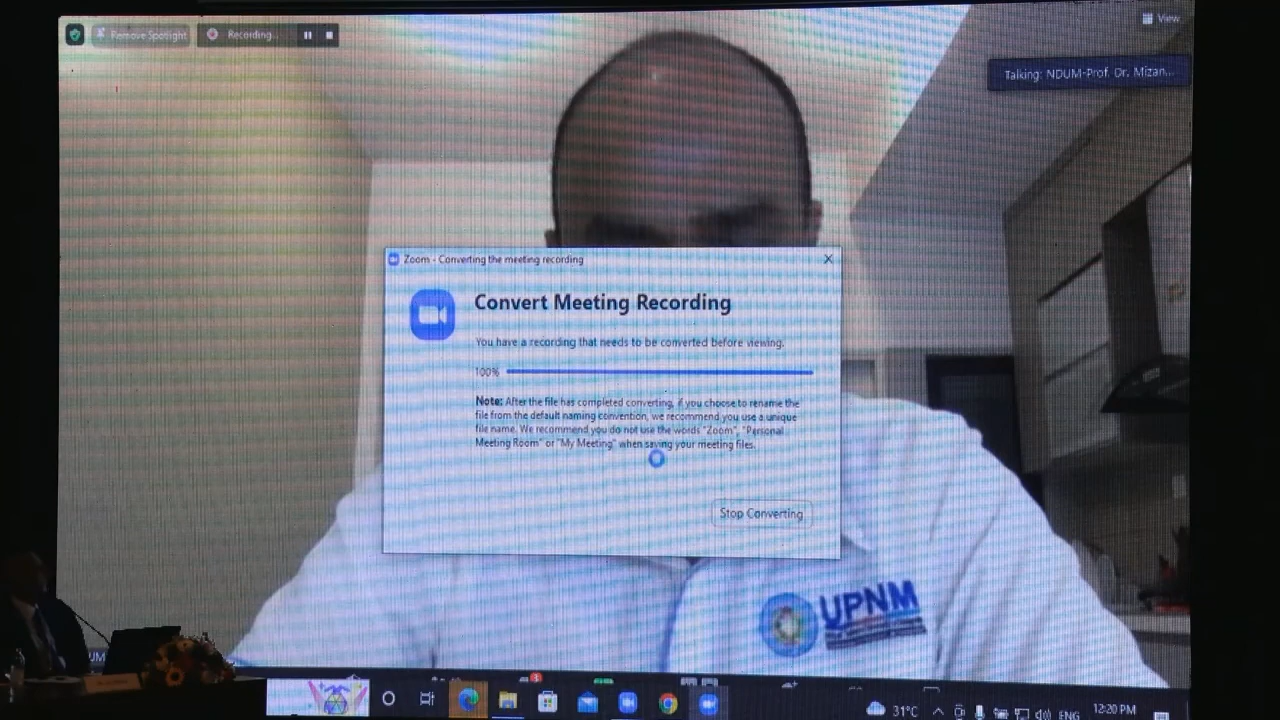 Remove Spotlight
Recording...
View
Talking: NDUM-Prof. Dr. Mizan...
Zoom - Converting the meeting recording
Convert Meeting Recording
You have a recording that needs to be converted before viewing.
100%
Note: After the file has completed converting, if you choose to rename the
file from the default naming convention, we recommend you use a unique
file name. We recommend you do not use the words "Zoom", "Personal
Meeting Room" or "My Meeting" when saving your meeting files.
Stop Converting
UPNM
UM
3
31°C
ENG
12:20 PM